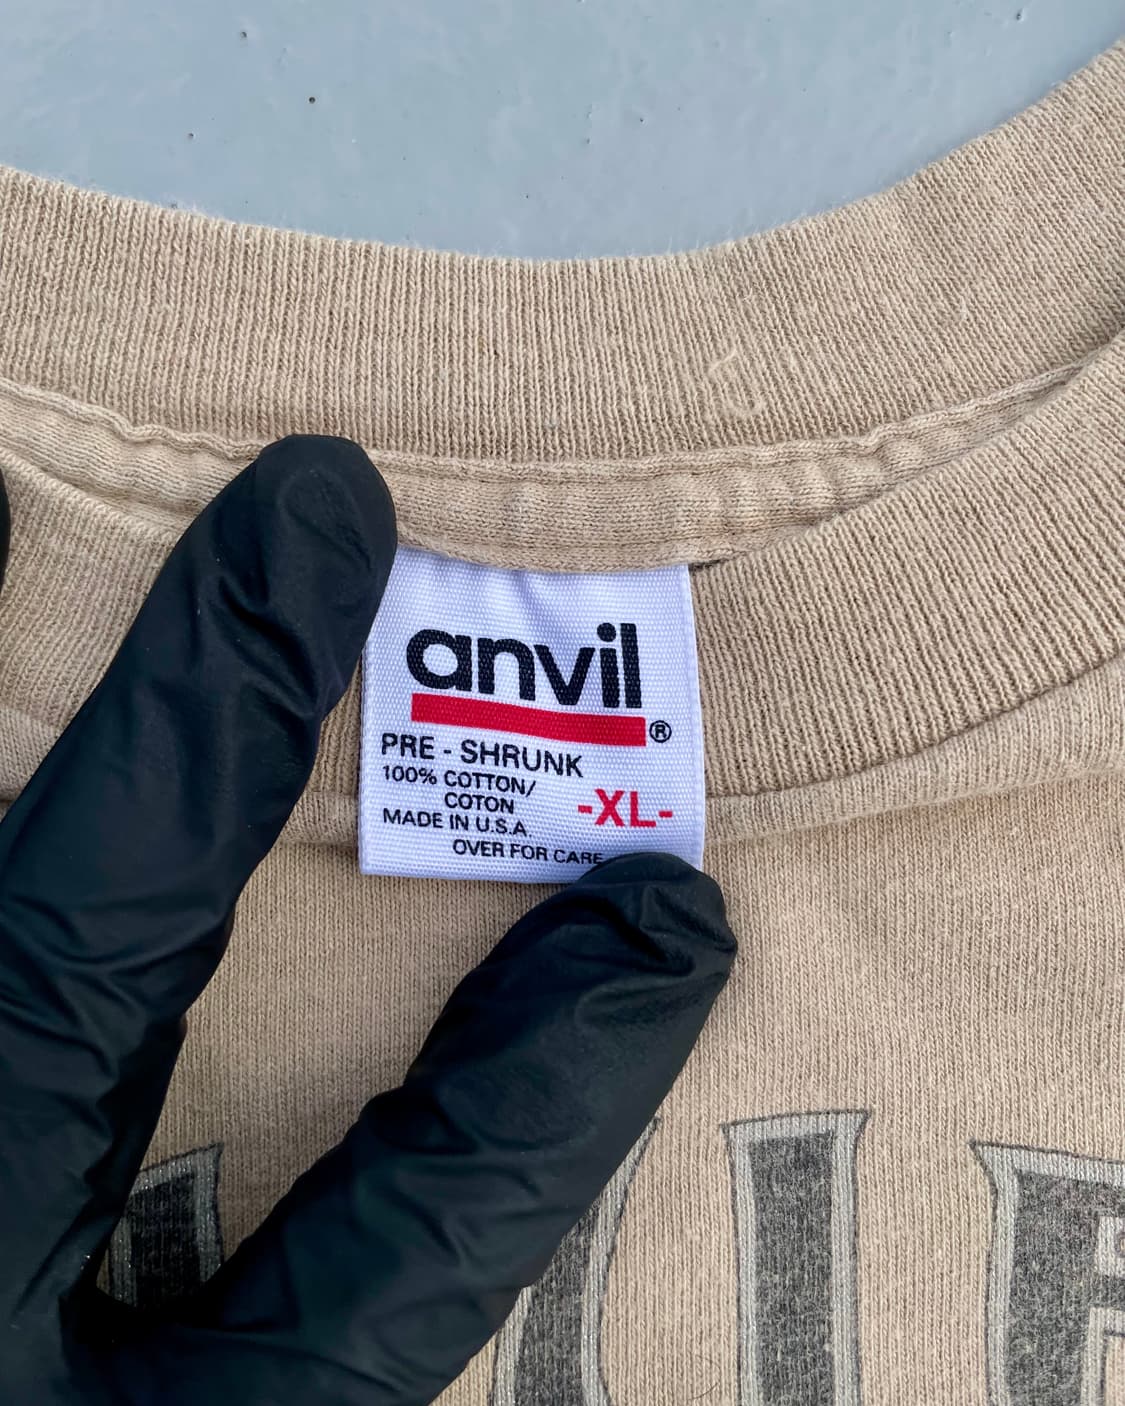 anvil®
PRE - SHRUNK
100% COTTON/
COTON
-XL-
MADE IN U.S.A
OVER FOR CARE